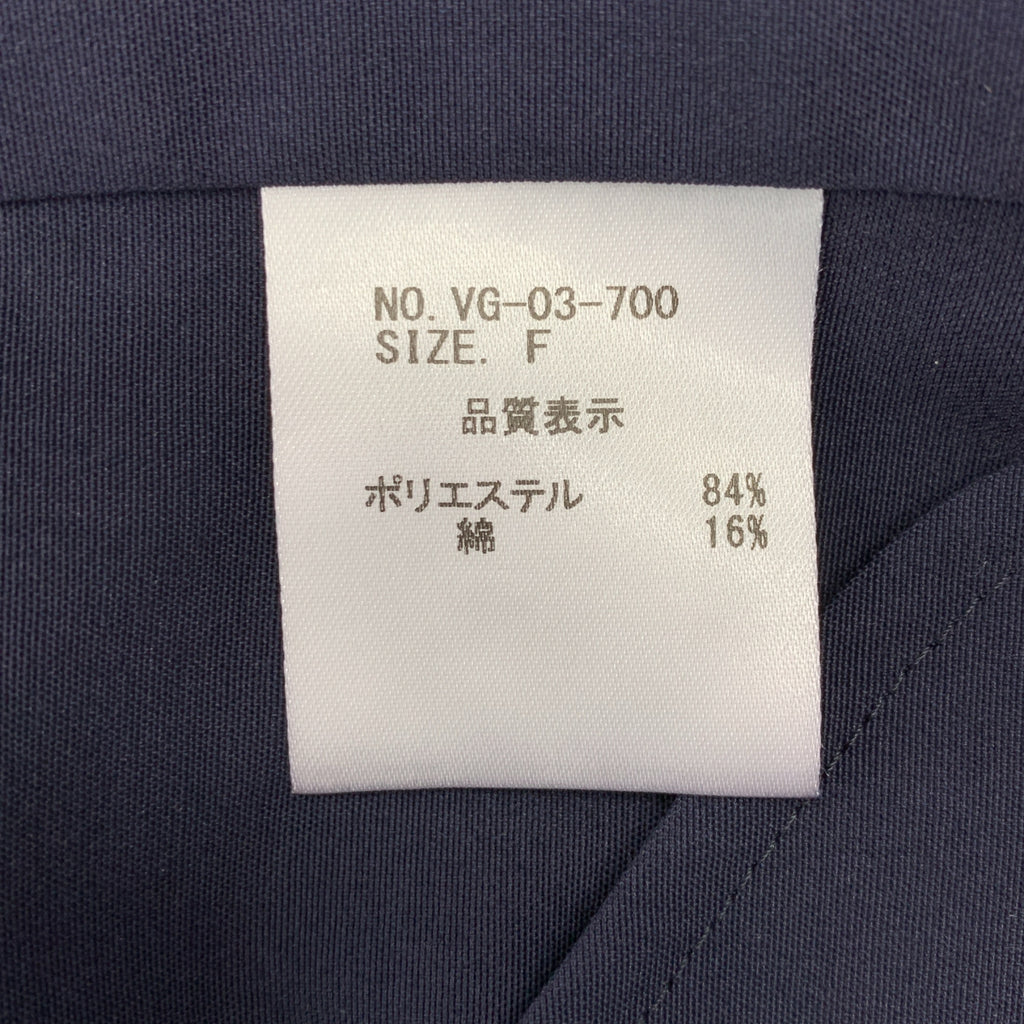 NO. VG-03-700
SIZE. F
品質表示
ポリエステル 84%
綿 16%